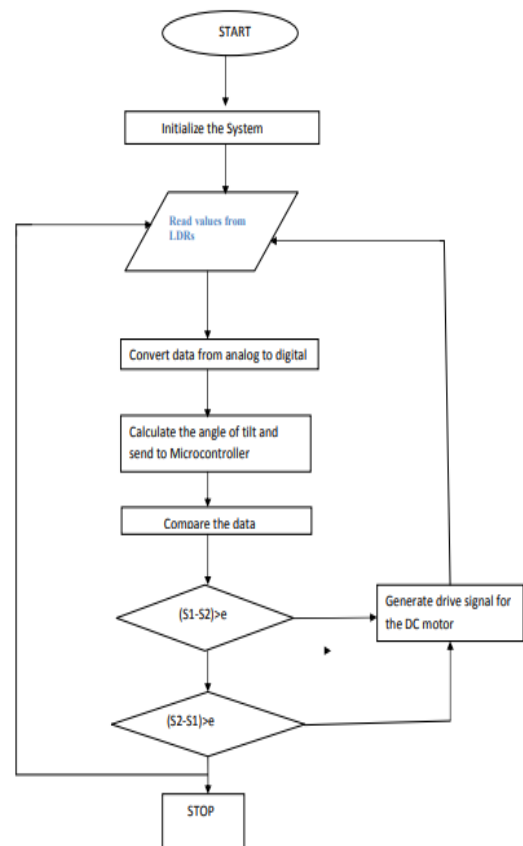 START
Initialize the System
Read values from
LDRs
Convert data from analog to digital
Calculate the angle of tilt and
send to Microcontroller
Compare the data
(S1-S2)>e
Generate drive signal for
the DC motor
(S2-S1)>e
STOP